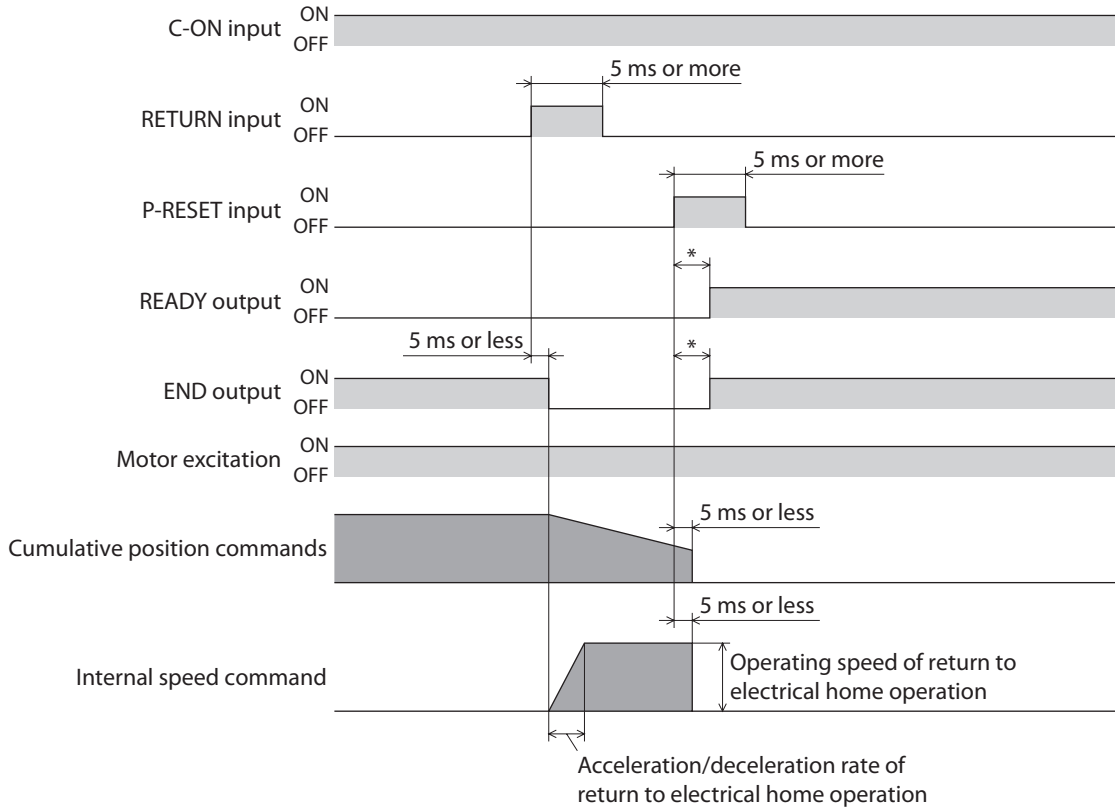 C-ON input
ON
OFF
5 ms or more
RETURN input
ON
OFF
5 ms or more
P-RESET input
ON
OFF
*
READY output
ON
OFF
5 ms or less
*
END output
ON
OFF
Motor excitation
ON
OFF
5 ms or less
Cumulative position commands
5 ms or less
Internal speed command
Operating speed of return to
electrical home operation
Acceleration/deceleration rate of
return to electrical home operation